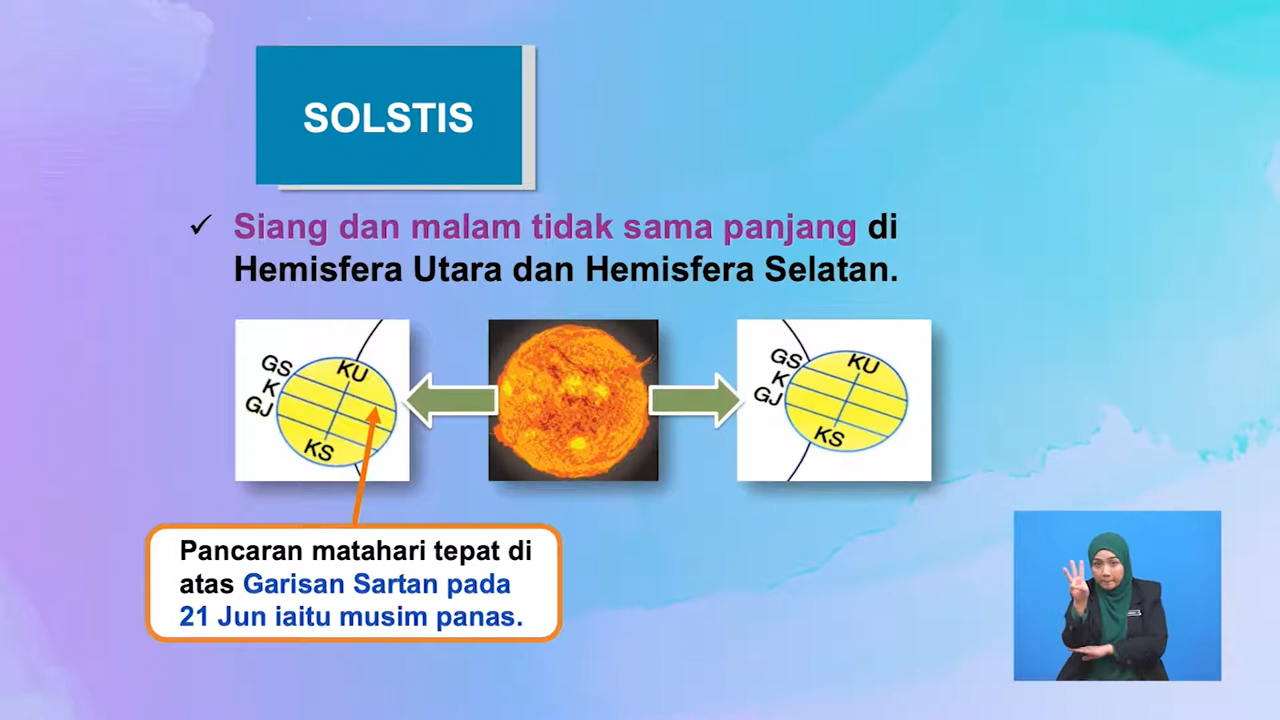 SOLSTIS
✓ Siang dan malam tidak sama panjang di
Hemisfera Utara dan Hemisfera Selatan.
GS
K
GJ
KU
KS
GS
K
GJ
KU
KS
Pancaran matahari tepat di
atas Garisan Sartan pada
21 Jun iaitu musim panas.